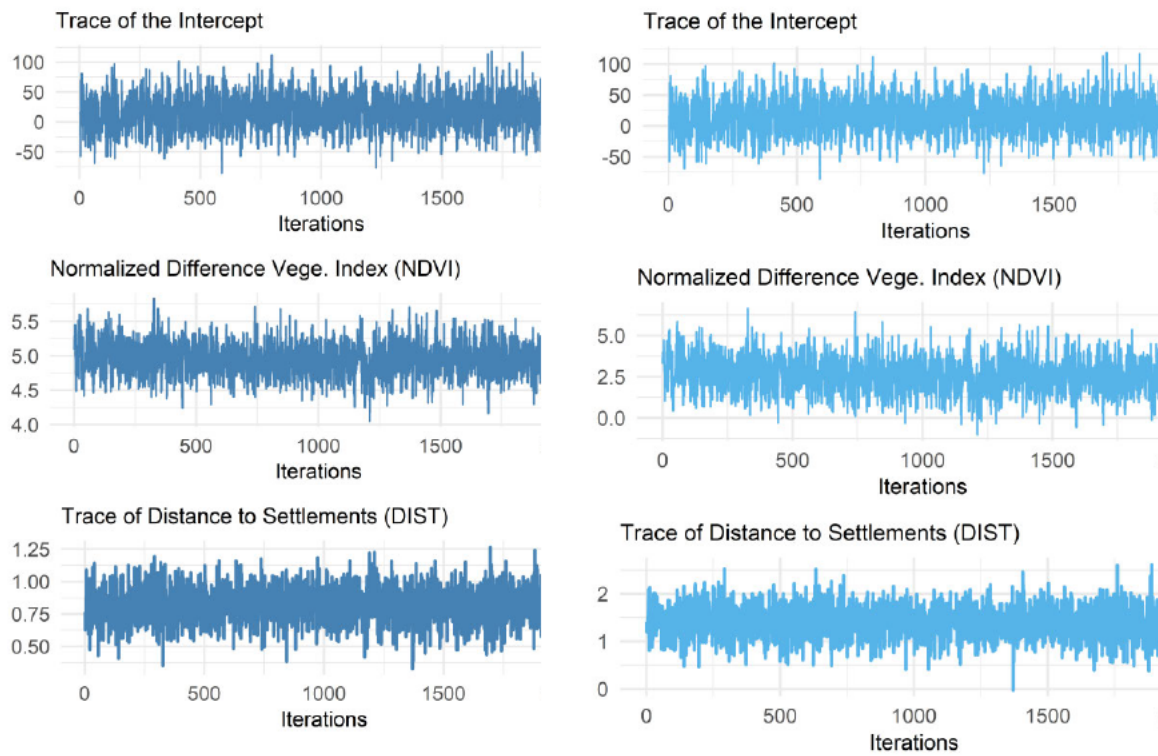 Trace of the Intercept
100
50
0
-50
0 500 1000 1500
Iterations
Normalized Difference Vege. Index (NDVI)
5.5
5.0
4.5
4.0
0 500 1000 1500
Iterations
Trace of Distance to Settlements (DIST)
1.25
1.00
0.75
0.50
0 500 1000 1500
Iterations
Trace of the Intercept
100
50
0
-50
0 500 1000 1500
Iterations
Normalized Difference Vege. Index (NDVI)
5.0
2.5
0.0
0 500 1000 1500
Iterations
Trace of Distance to Settlements (DIST)
2
1
0
0 500 1000 1500
Iterations